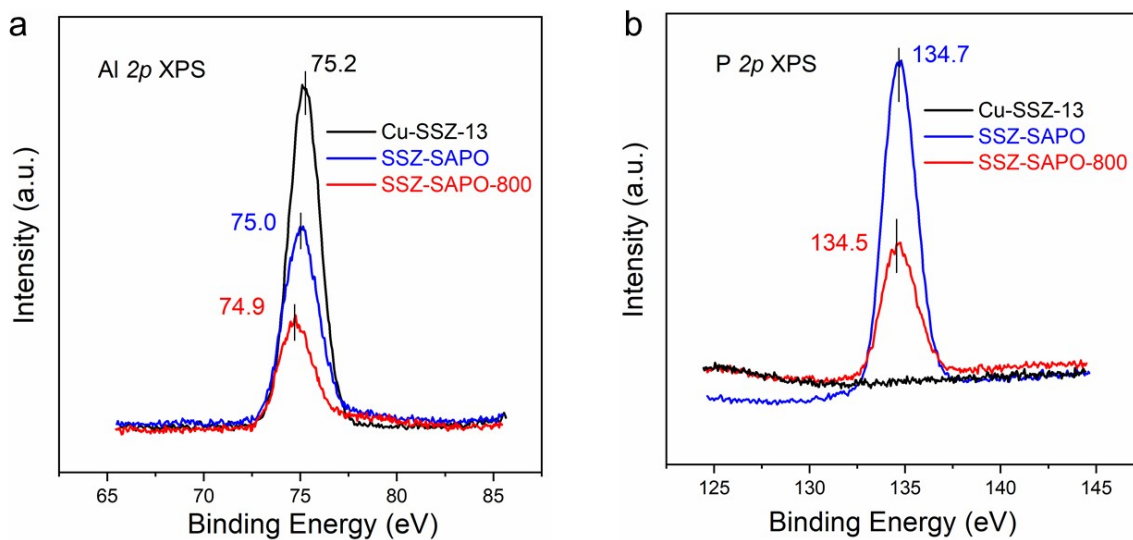 a
Al 2p XPS
75.2
Cu-SSZ-13
SSZ-SAPO
SSZ-SAPO-800
75.0
74.9
Intensity (a.u.)
65 70 75 80 85
Binding Energy (eV)
b
P 2p XPS
134.7
Cu-SSZ-13
SSZ-SAPO
SSZ-SAPO-800
134.5
Intensity (a.u.)
125 130 135 140 145
Binding Energy (eV)